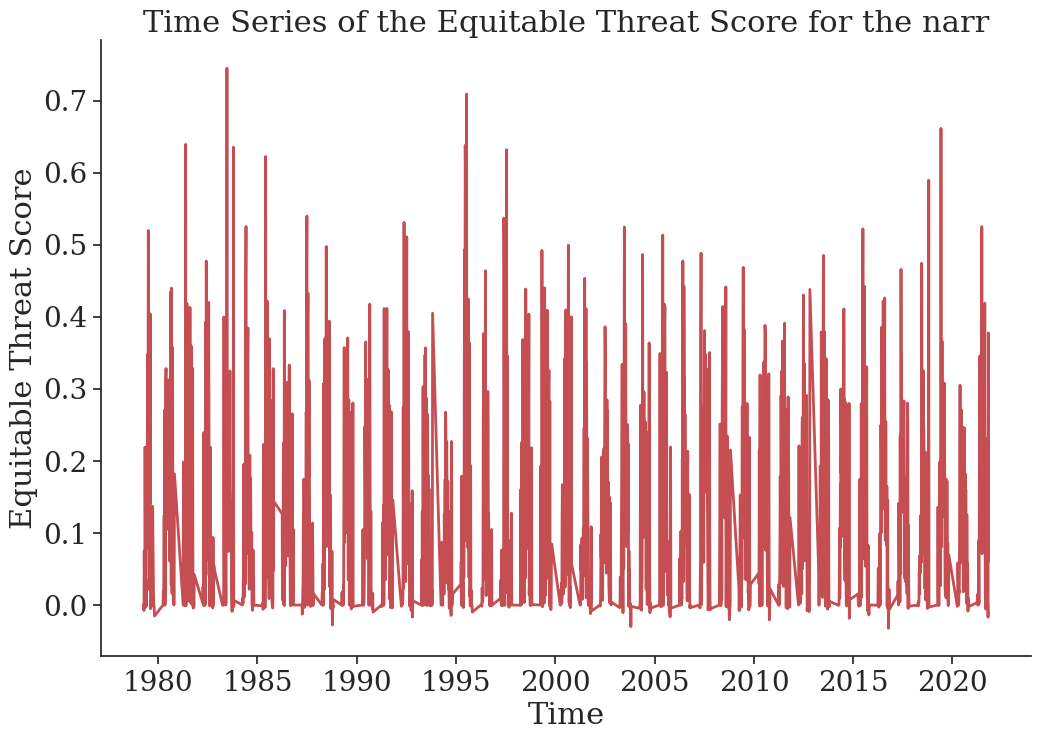 Time Series of the Equitable Threat Score for the narr
Equitable Threat Score
0.7
0.6
0.5
0.4
0.3
0.2
0.1
0.0
1980 1985 1990 1995 2000 2005 2010 2015 2020
Time